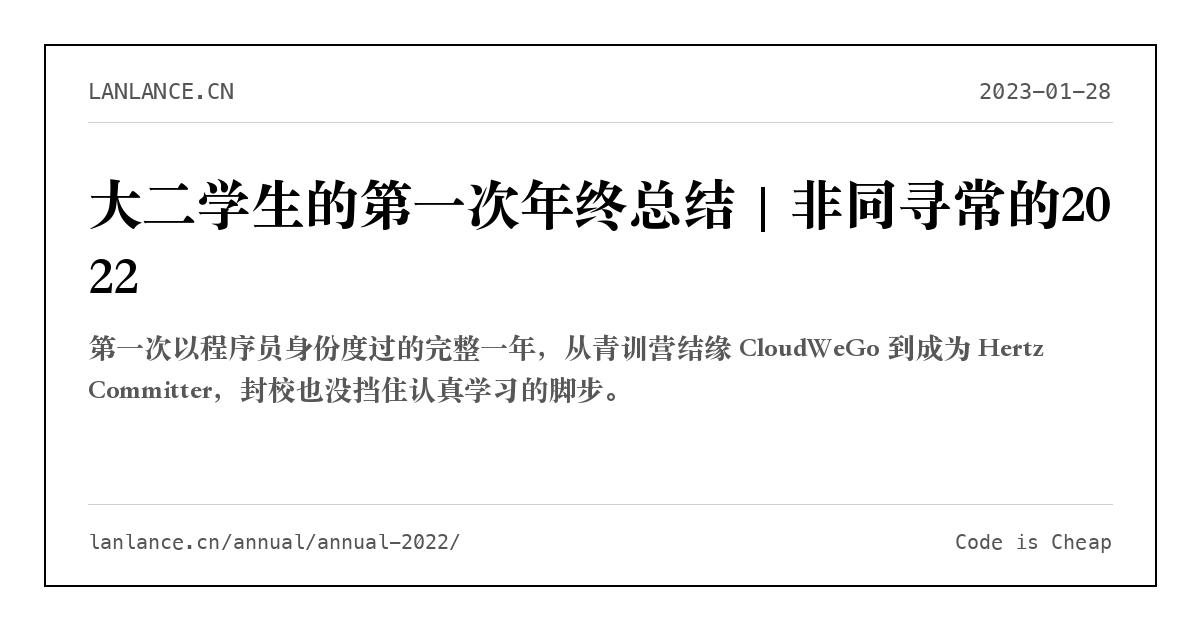 LANLANCE.CN
2023-01-28
大二学生的第一次年终总结 | 非同寻常的20
22
第一次以程序员身份度过的完整一年，从青训营结缘 CloudWeGo 到成为 Hertz
Committer，封校也没挡住认真学习的脚步。
lanlance.cn/annual/annual-2022/
Code is Cheap